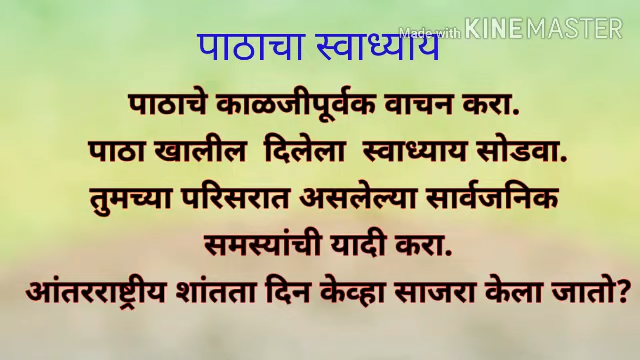 Made with KINEMASTER
पाठाचा स्वाध्याय
पाठाचे काळजीपूर्वक वाचन करा.
पाठा खालील दिलेला स्वाध्याय सोडवा.
तुमच्या परिसरात असलेल्या सार्वजनिक
समस्यांची यादी करा.
आंतरराष्ट्रीय शांतता दिन केव्हा साजरा केला जातो?